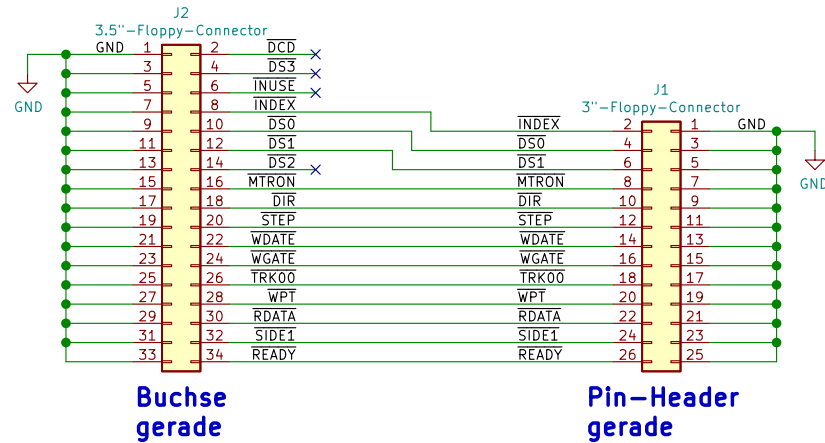 J2
3.5"-Floppy-Connector
GND 1 2 DCD
3 4 DS3
5 6 INUSE
GND
7 8 INDEX
9 10 DS0
11 12 DS1
13 14 DS2
15 16 MTRON
17 18 DIR
19 20 STEP
21 22 WDATE
23 24 WGATE
25 26 TRK00
27 28 WPT
29 30 RDATA
31 32 SIDE1
33 34 READY
Buchse
gerade
J1
3"-Floppy-Connector
INDEX 2 1 GND
DS0 4 3
DS1 6 5
MTRON 8 7
GND
DIR 10 9
STEP 12 11
WDATE 14 13
WGATE 16 15
TRK00 18 17
WPT 20 19
RDATA 22 21
SIDE1 24 23
READY 26 25
Pin-Header
gerade